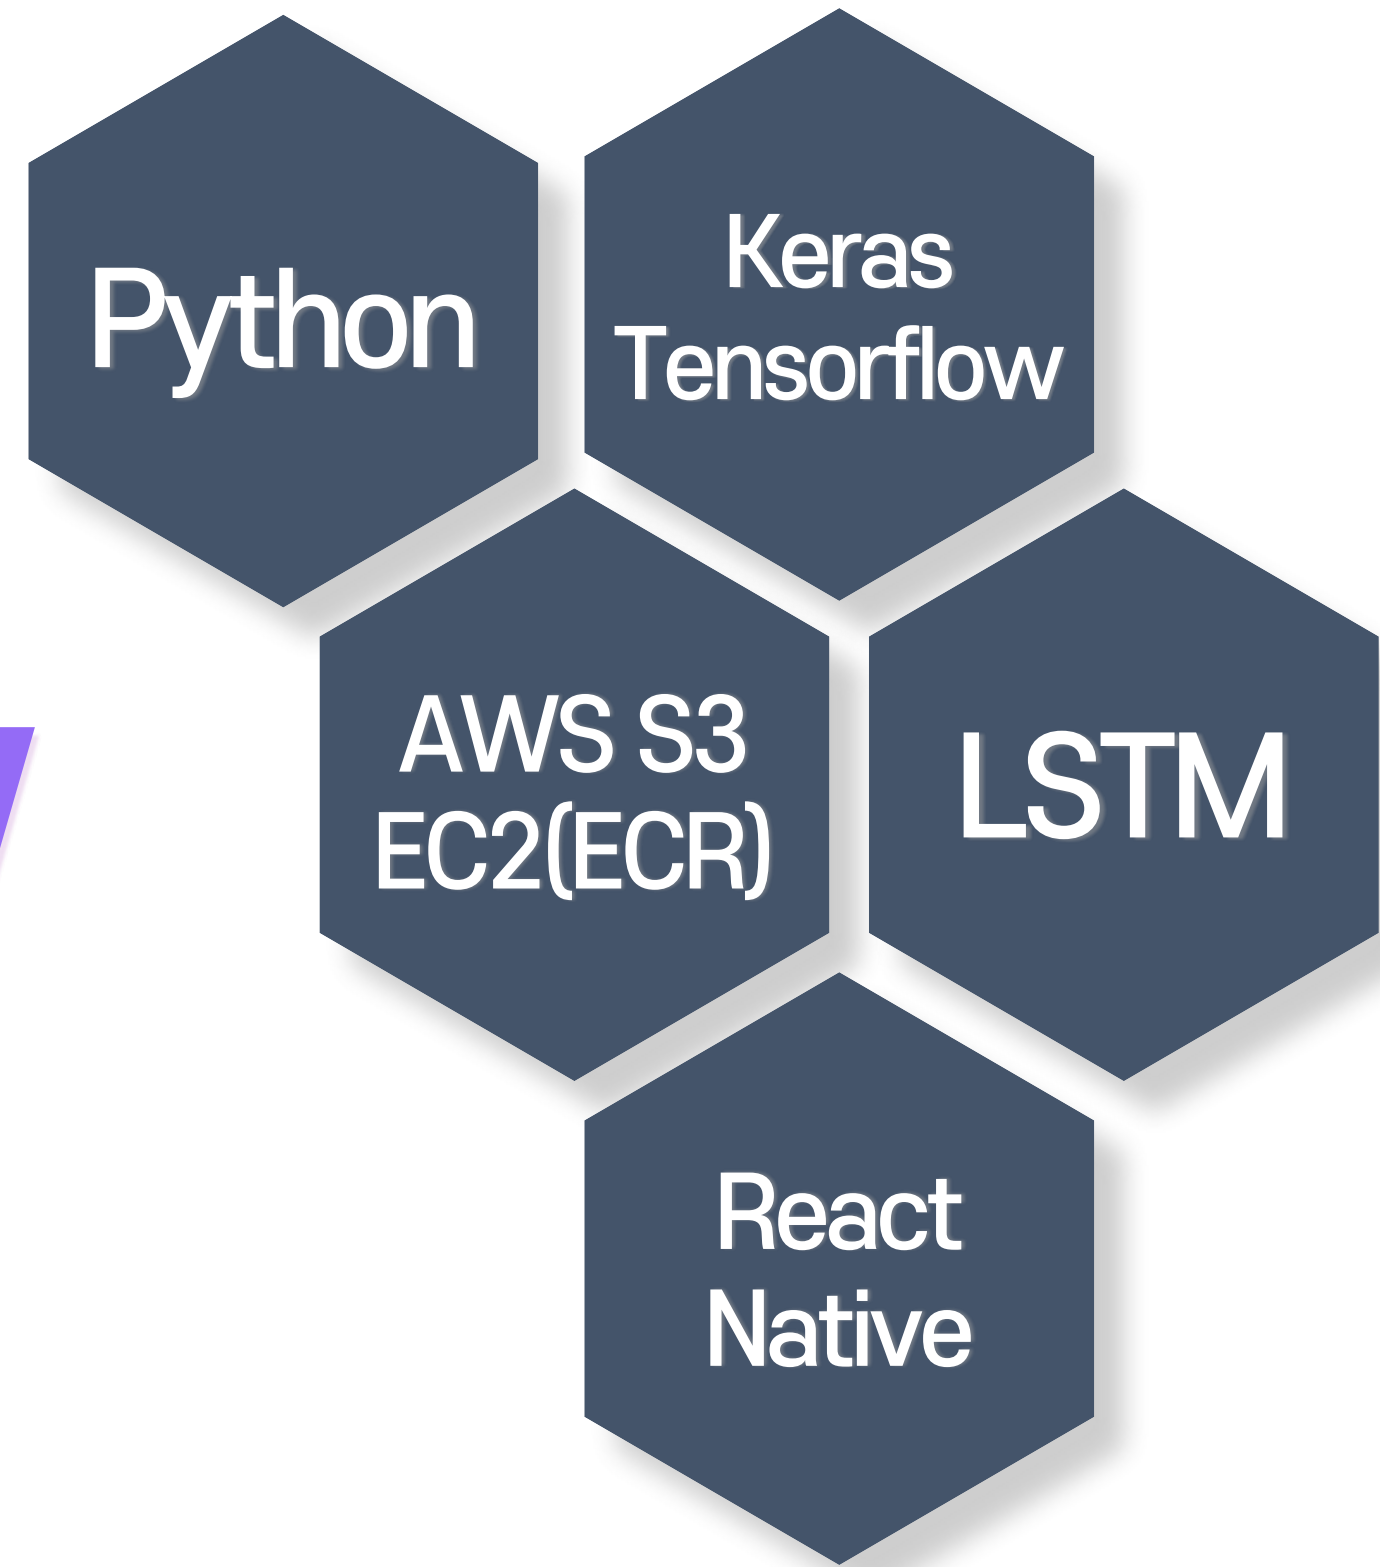 Python
Keras
Tensorflow
AWS S3
EC2(ECR)
LSTM
React
Native